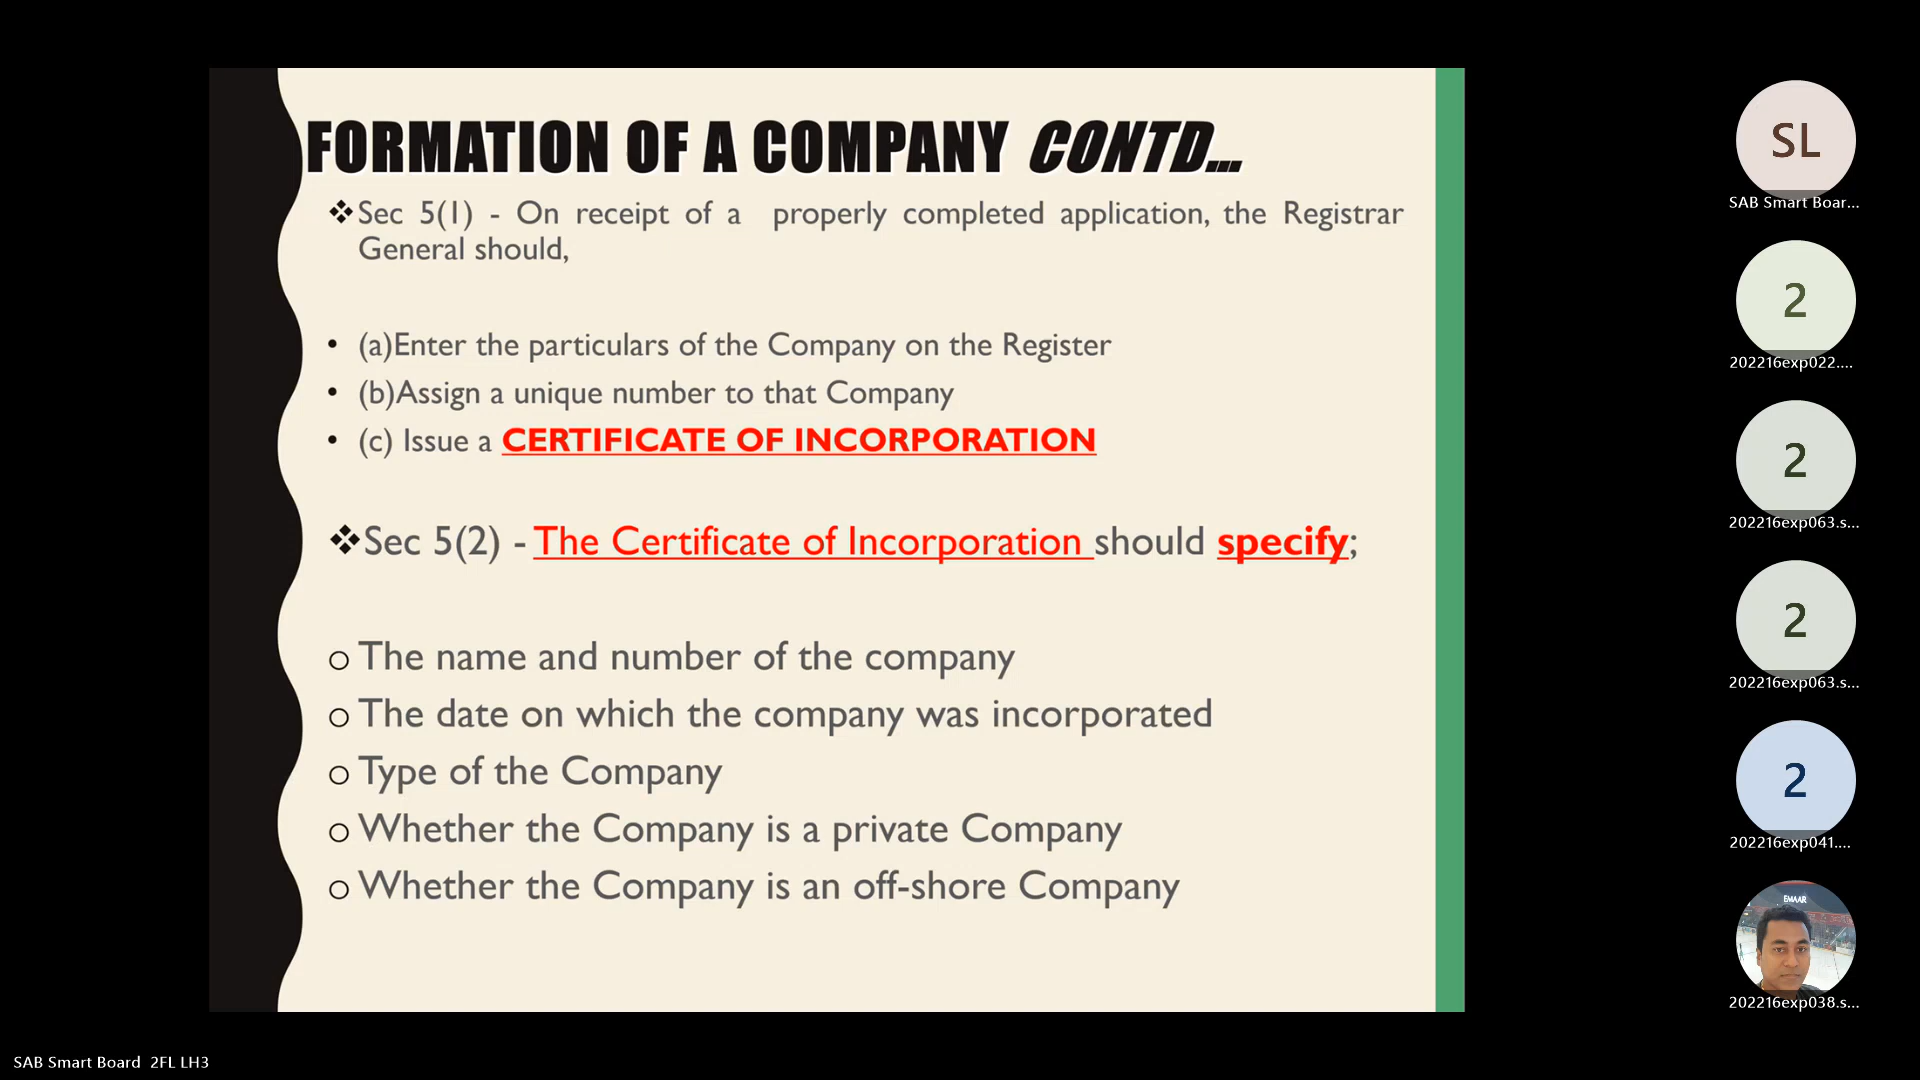 FORMATION OF A COMPANY CONTD...
❖Sec 5(1) - On receipt of a properly completed application, the Registrar
General should,
• (a)Enter the particulars of the Company on the Register
• (b)Assign a unique number to that Company
• (c) Issue a CERTIFICATE OF INCORPORATION
❖Sec 5(2) - The Certificate of Incorporation should specify;
o The name and number of the company
o The date on which the company was incorporated
o Type of the Company
o Whether the Company is a private Company
o Whether the Company is an off-shore Company
SL
SAB Smart Boar...
2
202216exp022....
2
202216exp063.s...
2
202216exp063.s...
2
202216exp041....
EMAAR
202216exp038.s...
SAB Smart Board 2FL LH3